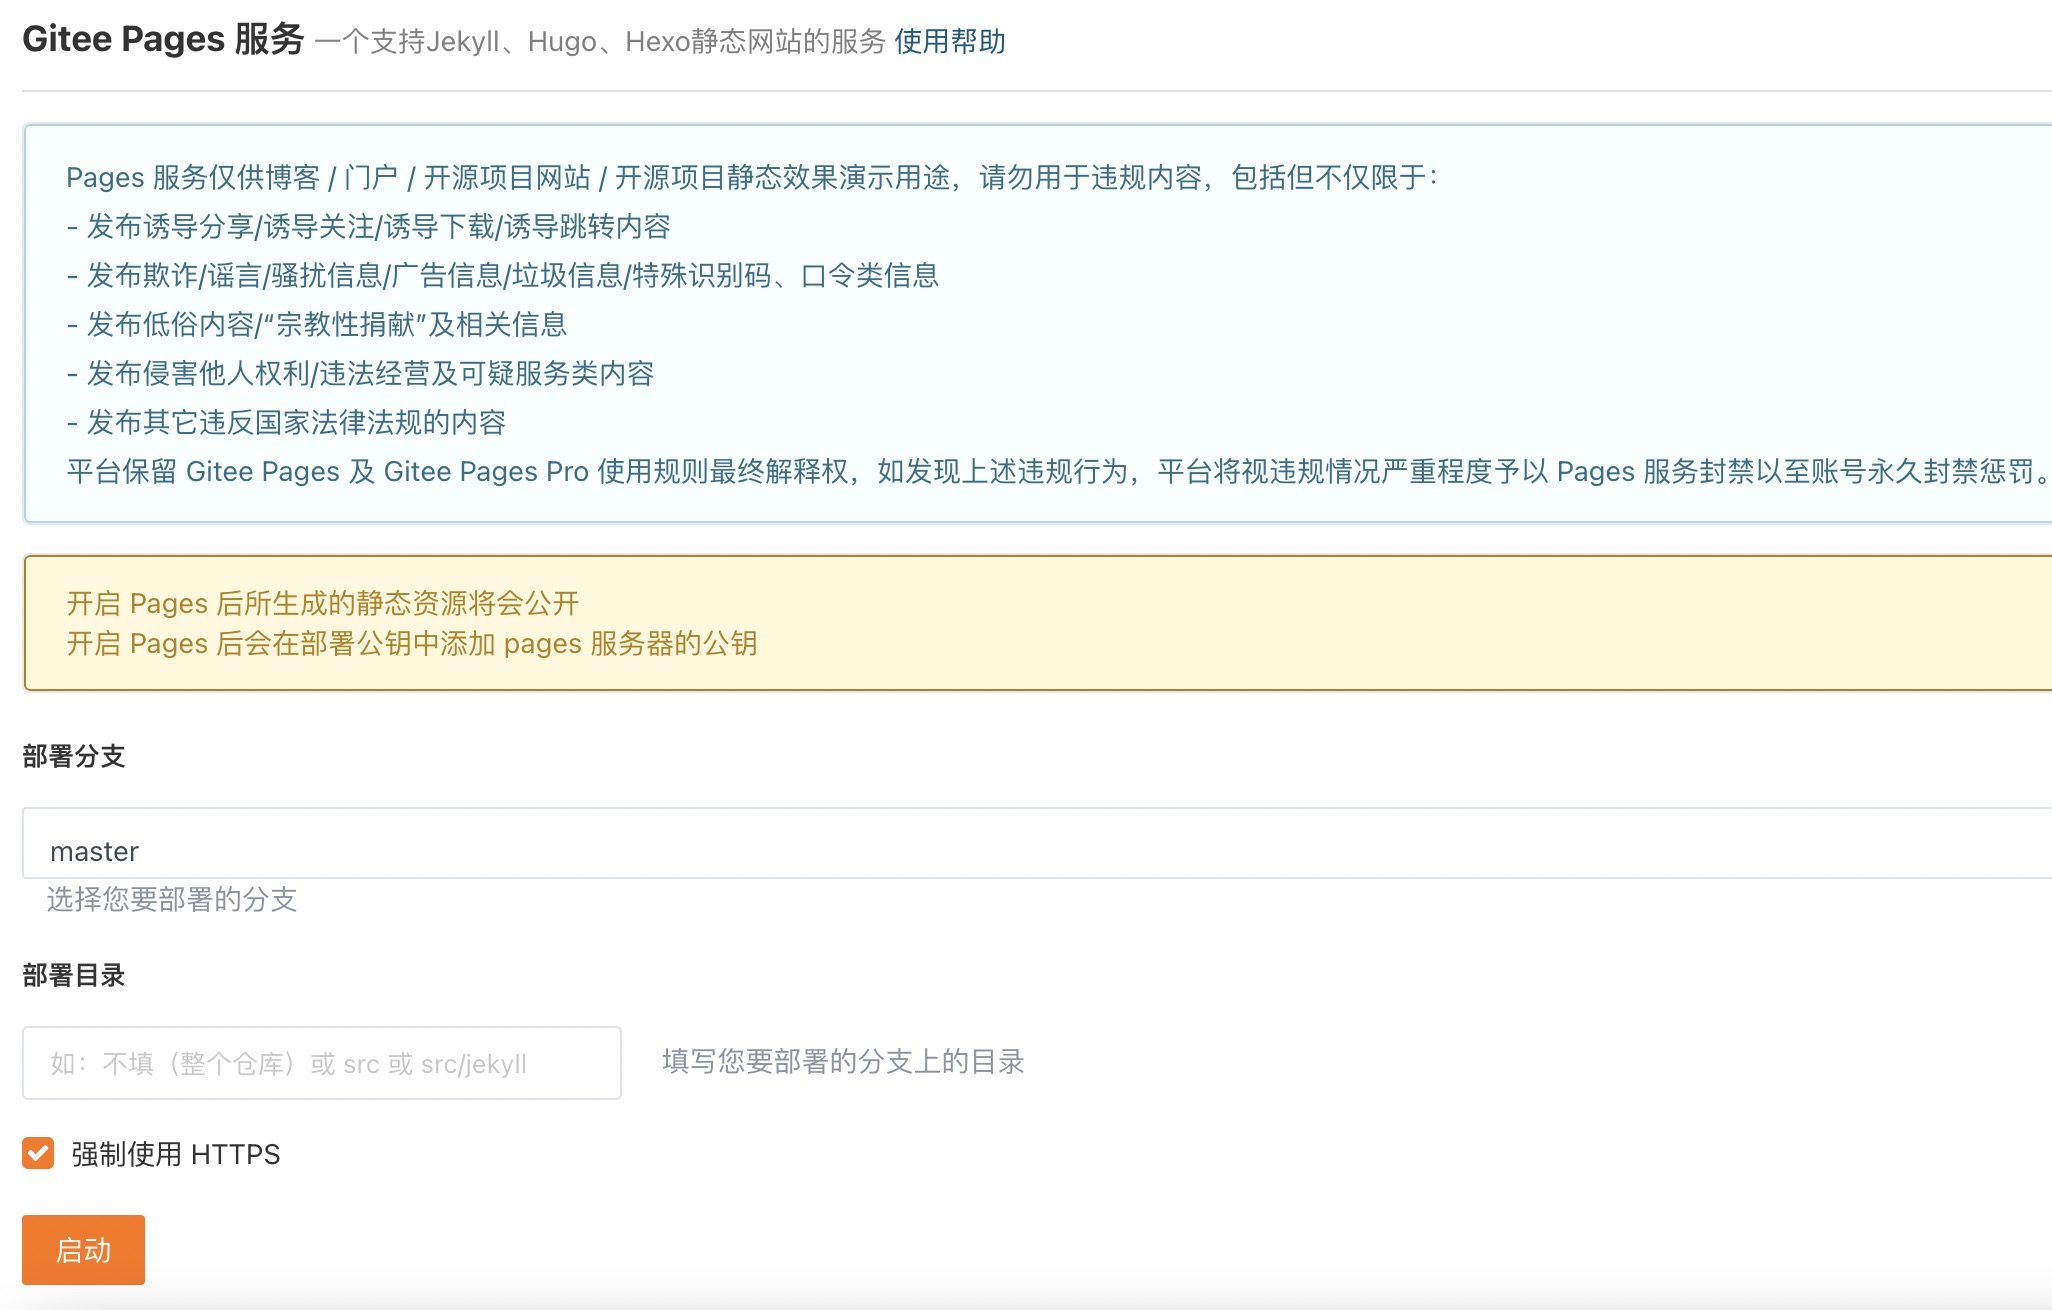 Gitee Pages 服务 一个支持Jekyll、Hugo、Hexo静态网站的服务 使用帮助
Pages 服务仅供博客 / 门户 / 开源项目网站 / 开源项目静态效果演示用途，请勿用于违规内容，包括但不仅限于：
- 发布诱导分享/诱导关注/诱导下载/诱导跳转内容
- 发布欺诈/谣言/骚扰信息/广告信息/垃圾信息/特殊识别码、口令类信息
- 发布低俗内容/“宗教性捐献”及相关信息
- 发布侵害他人权利/违法经营及可疑服务类内容
- 发布其它违反国家法律法规的内容
平台保留 Gitee Pages 及 Gitee Pages Pro 使用规则最终解释权，如发现上述违规行为，平台将视违规情况严重程度予以 Pages 服务封禁以至账号永久封禁惩罚。
开启 Pages 后所生成的静态资源将会公开
开启 Pages 后会在部署公钥中添加 pages 服务器的公钥
部署分支
master
选择您要部署的分支
部署目录
如：不填（整个仓库）或 src 或 src/jekyll 填写您要部署的分支上的目录
强制使用 HTTPS
启动